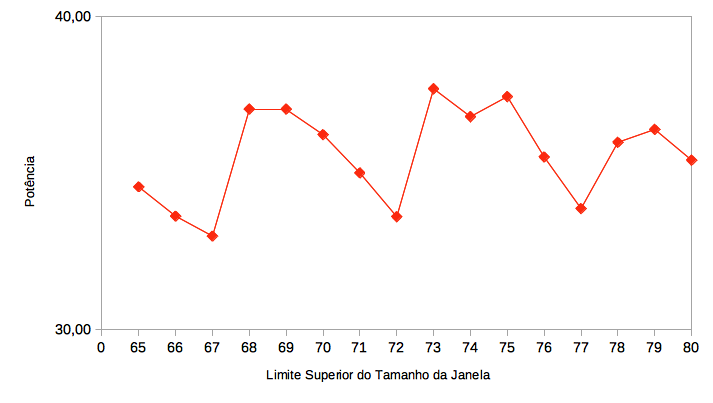 40,00
Potência
30,00
0 65 66 67 68 69 70 71 72 73 74 75 76 77 78 79 80
Limite Superior do Tamanho da Janela